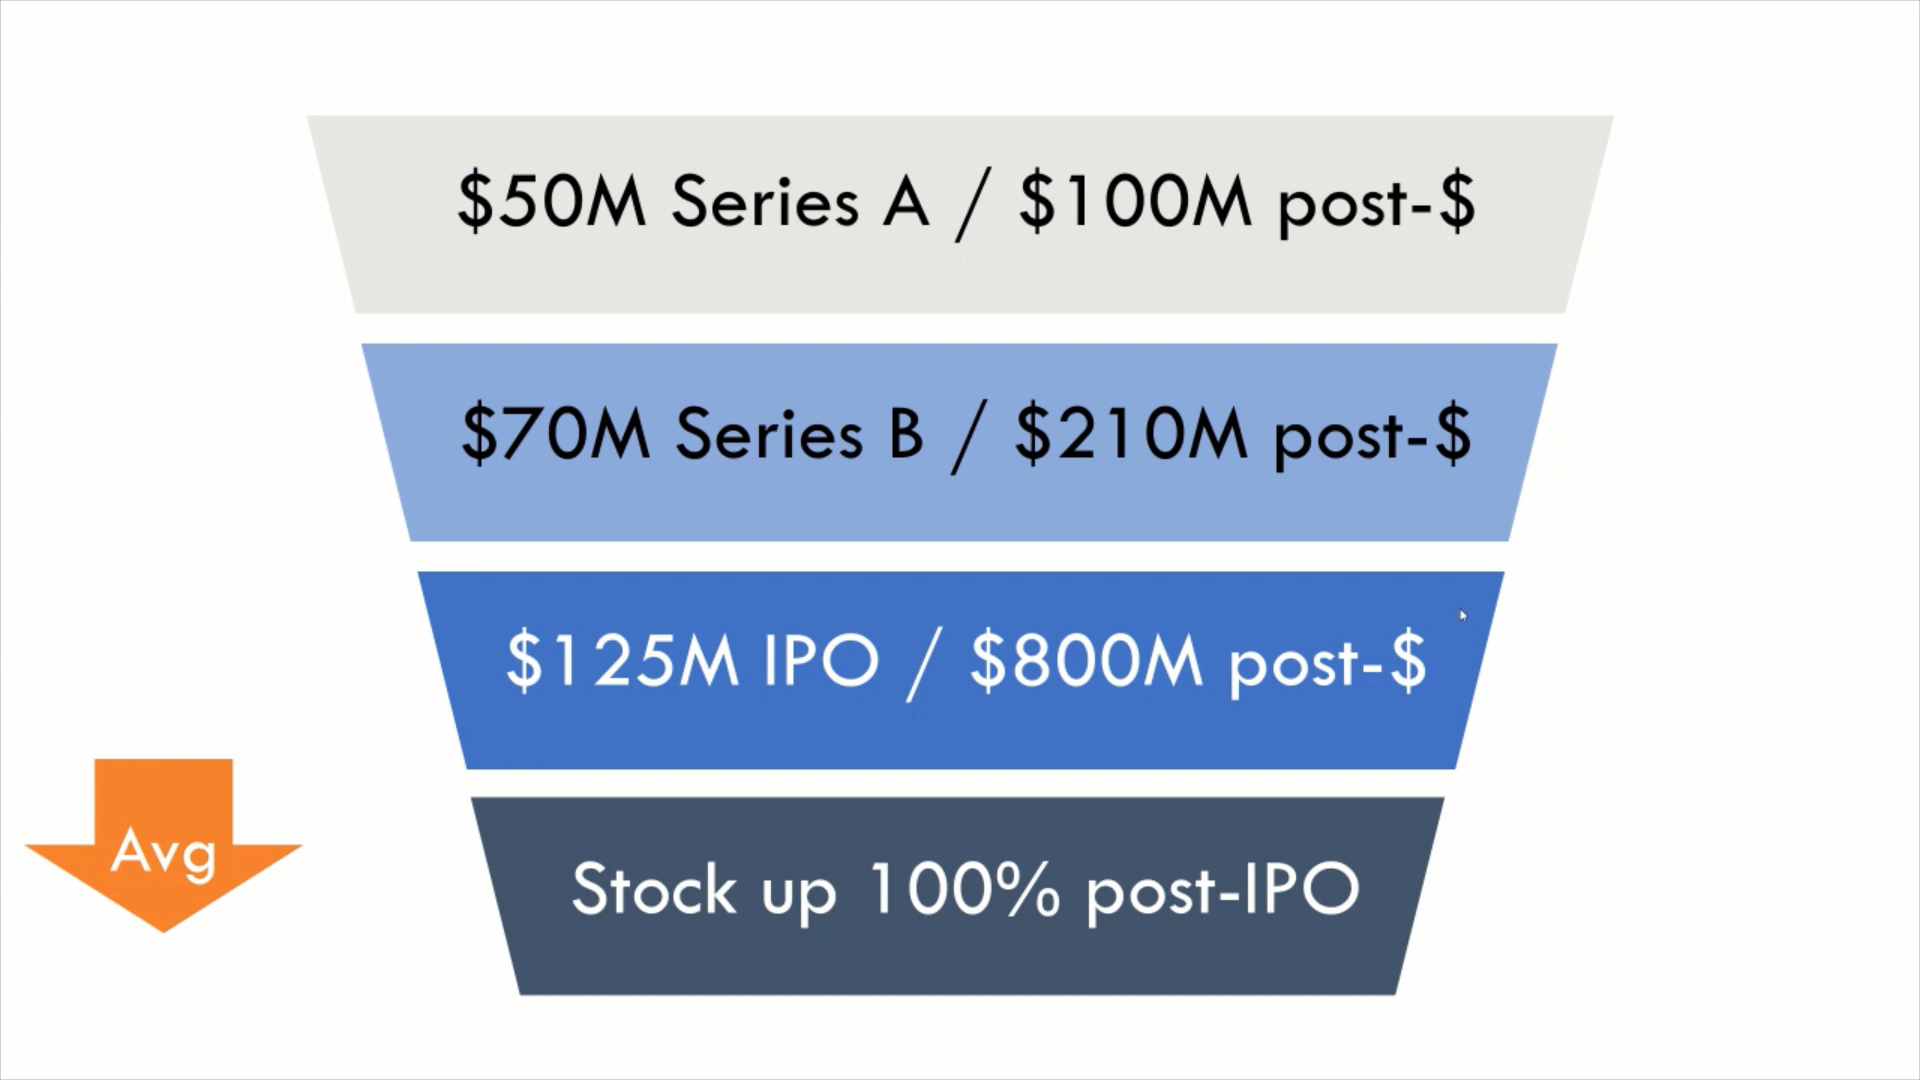 $50M Series A / $100M post-$
$70M Series B / $210M post-$
$125M IPO / $800M post-$
Avg
Stock up 100% post-IPO